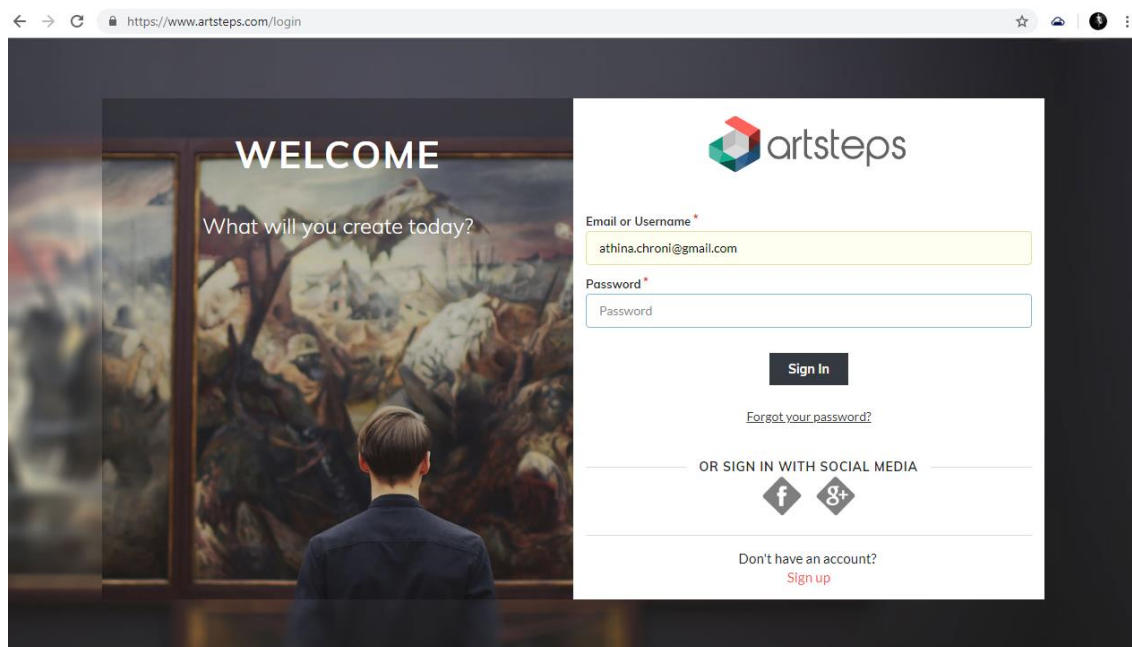 https://www.artsteps.com/login
WELCOME
What will you create today?
artsteps
Email or Username *
athina.chroni@gmail.com
Password *
Password
Sign In
Forgot your password?
OR SIGN IN WITH SOCIAL MEDIA
f g+
Don't have an account?
Sign up